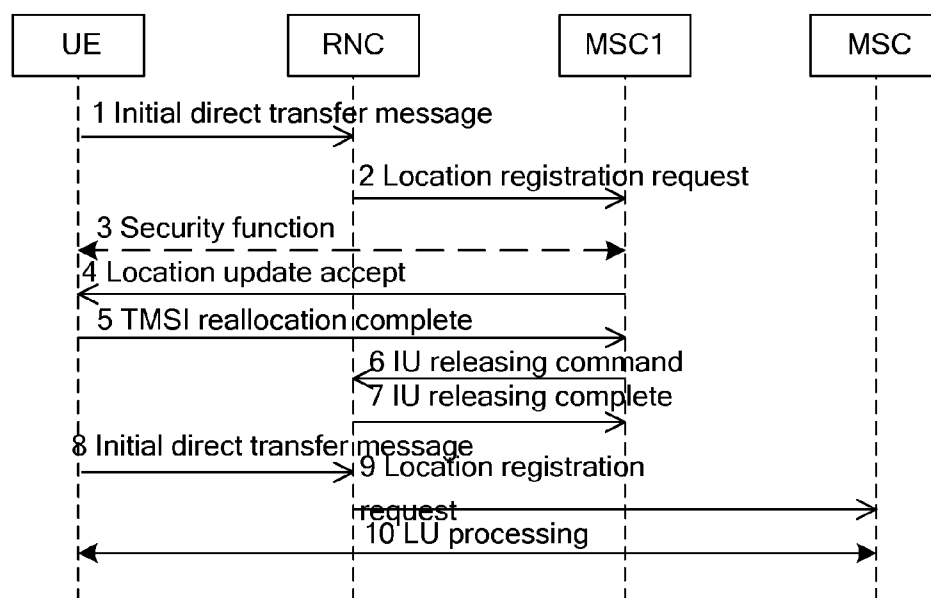 UE
RNC
MSC1
MSC
1 Initial direct transfer message
2 Location registration request
3 Security function
4 Location update accept
5 TMSI reallocation complete
6 IU releasing command
7 IU releasing complete
8 Initial direct transfer message
9 Location registration
request
10 LU processing